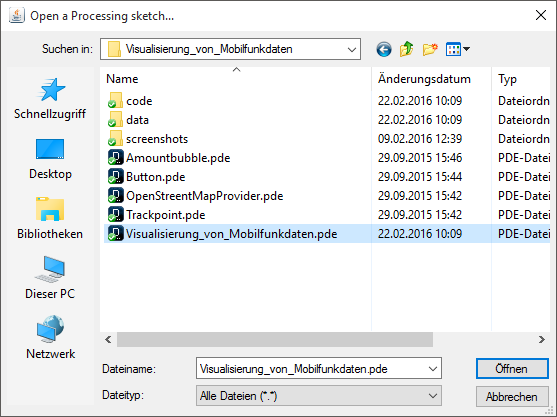 Open a Processing sketch...
Suchen in: Visualisierung_von_Mobilfunkdaten
Name Änderungsdatum Typ
code 22.02.2016 10:09 Dateiordn
data 22.02.2016 10:09 Dateiordn
screenshots 09.02.2016 12:39 Dateiordn
Amountbubble.pde 29.09.2015 15:46 PDE-Datei
Button.pde 29.09.2015 15:44 PDE-Datei
OpenStreentMapProvider.pde 29.09.2015 15:42 PDE-Datei
Trackpoint.pde 29.09.2015 15:42 PDE-Datei
Visualisierung_von_Mobilfunkdaten.pde 22.02.2016 10:09 PDE-Datei
Schnellzugriff
Desktop
Bibliotheken
Dieser PC
Netzwerk
Dateiname: Visualisierung_von_Mobilfunkdaten.pde Öffnen
Dateityp: Alle Dateien (*.*) Abbrechen